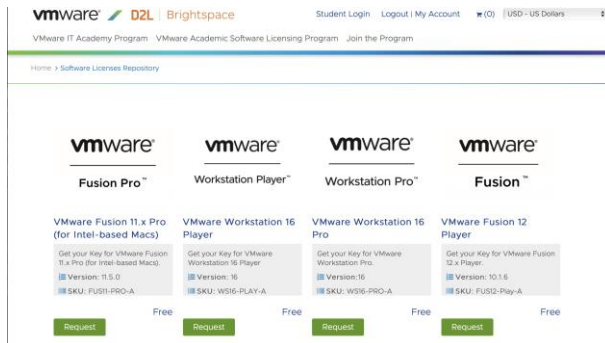 vmware D2L Brightspace Student Login Logout | My Account (0) USD - US Dollars
VMware IT Academy Program VMware Academic Software Licensing Program Join the Program
Home > Software Licenses Repository
vmware®
Fusion Pro™
vmware®
Workstation Player™
vmware®
Workstation Pro™
vmware®
Fusion™
VMware Fusion 11.x Pro
(for Intel-based Macs)
Get your Key for VMware Fusion
11.x Pro (for Intel-based Macs).
Version: 11.5.0
SKU: FUS11-PRO-A
Free
Request
VMware Workstation 16
Player
Get your Key for VMware
Workstation 16 Player
Version: 16
SKU: WS16-PLAY-A
Free
Request
VMware Workstation 16
Pro
Get your Key for VMware
Workstation Pro.
Version:16
SKU: WS16-PRO-A
Free
Request
VMware Fusion 12
Player
Get your Key for VMware Fusion
12.x Player.
Version: 10.1.6
SKU: FUS12-Play-A
Free
Request